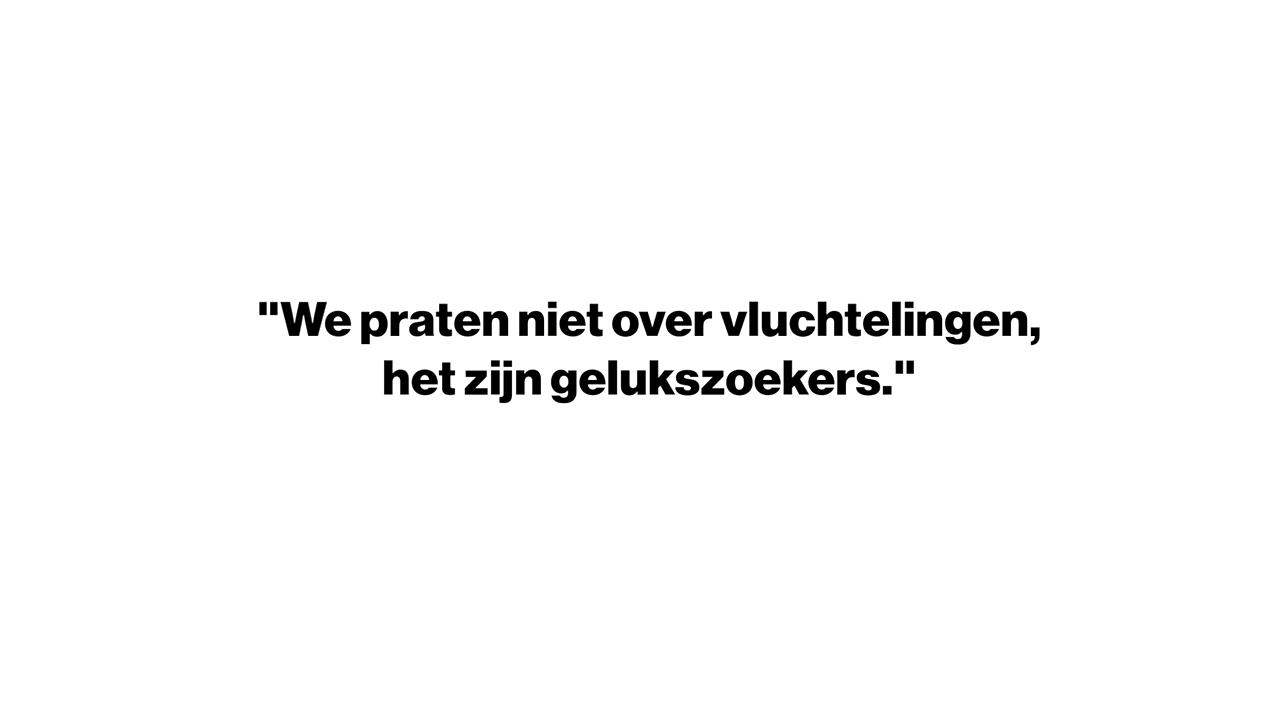 "We praten niet over vluchtelingen,
het zijn gelukszoekers."